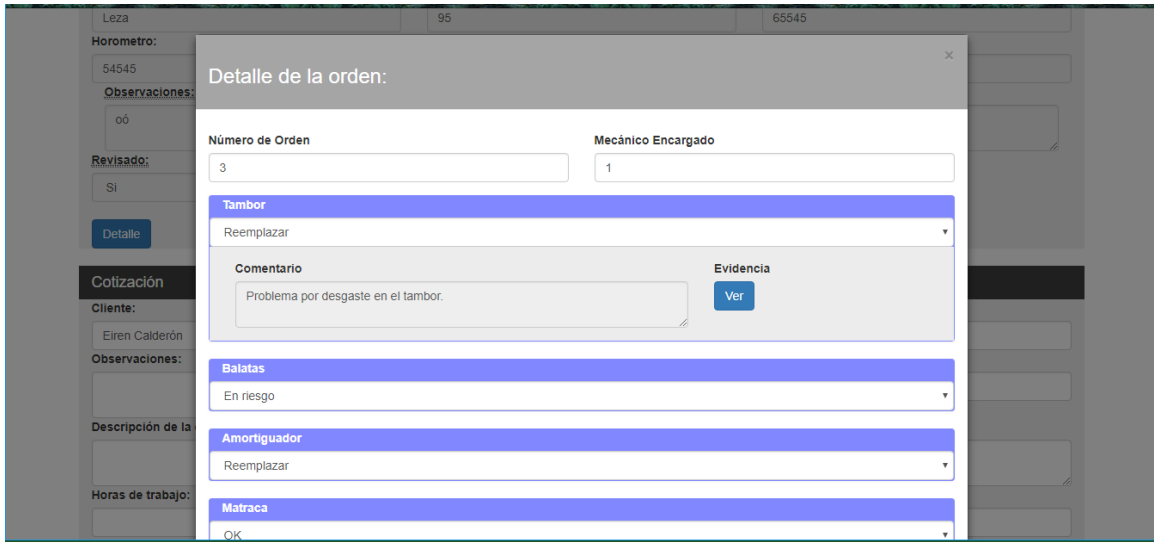 Leza 95 65545
Horometro:
54545
Observaciones:
oó
Revisado:
Si
Detalle
Cotización
Cliente:
Eiren Calderón
Observaciones:
Descripción de la
Horas de trabajo:
Detalle de la orden: ×
Número de Orden Mecánico Encargado
3 1
Tambor
Reemplazar
Comentario Evidencia
Problema por desgaste en el tambor. Ver
Balatas
En riesgo
Amortiguador
Reemplazar
Matraca
OK